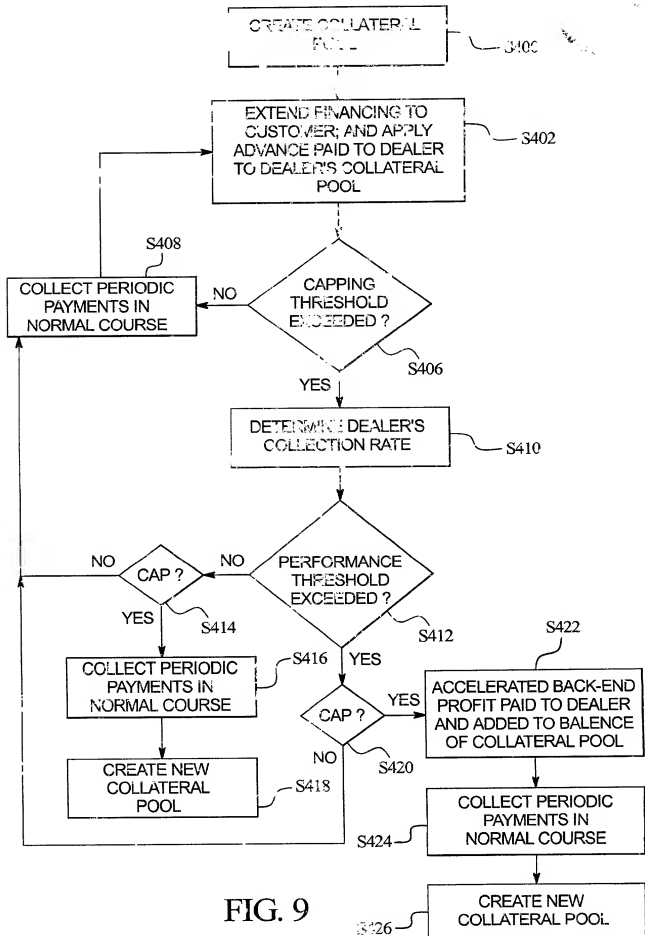 CREATE COLLATERAL
POOL
S400
EXTEND FINANCING TO
CUSTOMER; AND APPLY
ADVANCE PAID TO DEALER
TO DEALER'S COLLATERAL
POOL
S402
S408
COLLECT PERIODIC
PAYMENTS IN
NORMAL COURSE
NO
CAPPING
THRESHOLD
EXCEEDED ?
S406
YES
DETERMINE DEALER'S
COLLECTION RATE
S410
NO
CAP ?
NO
PERFORMANCE
THRESHOLD
EXCEEDED ?
YES
S414
S412
S422
COLLECT PERIODIC
PAYMENTS IN
NORMAL COURSE
S416
YES
CAP ?
YES
ACCELERATED BACK-END
PROFIT PAID TO DEALER
AND ADDED TO BALENCE
OF COLLATERAL POOL
NO
S420
CREATE NEW
COLLATERAL
POOL
S418
COLLECT PERIODIC
PAYMENTS IN
NORMAL COURSE
S424
FIG. 9
CREATE NEW
COLLATERAL POOL
S426